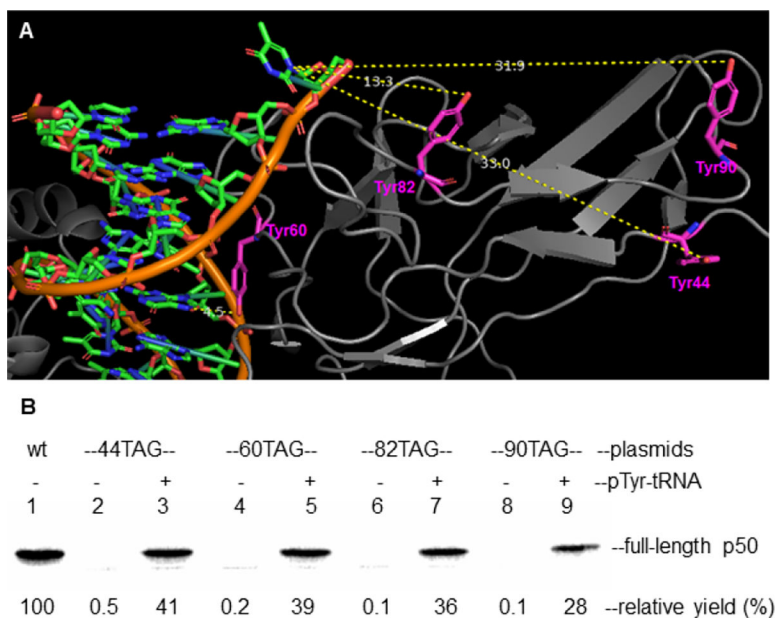 A
31.9
13.3
Tyr90
Tyr82
33.0
Tyr60
Tyr44
4.5
B
wt --44TAG-- --60TAG-- --82TAG-- --90TAG-- --plasmids
- - + - + - + - + --pTyr-tRNA
1 2 3 4 5 6 7 8 9
--full-length p50
100 0.5 41 0.2 39 0.1 36 0.1 28 --relative yield (%)